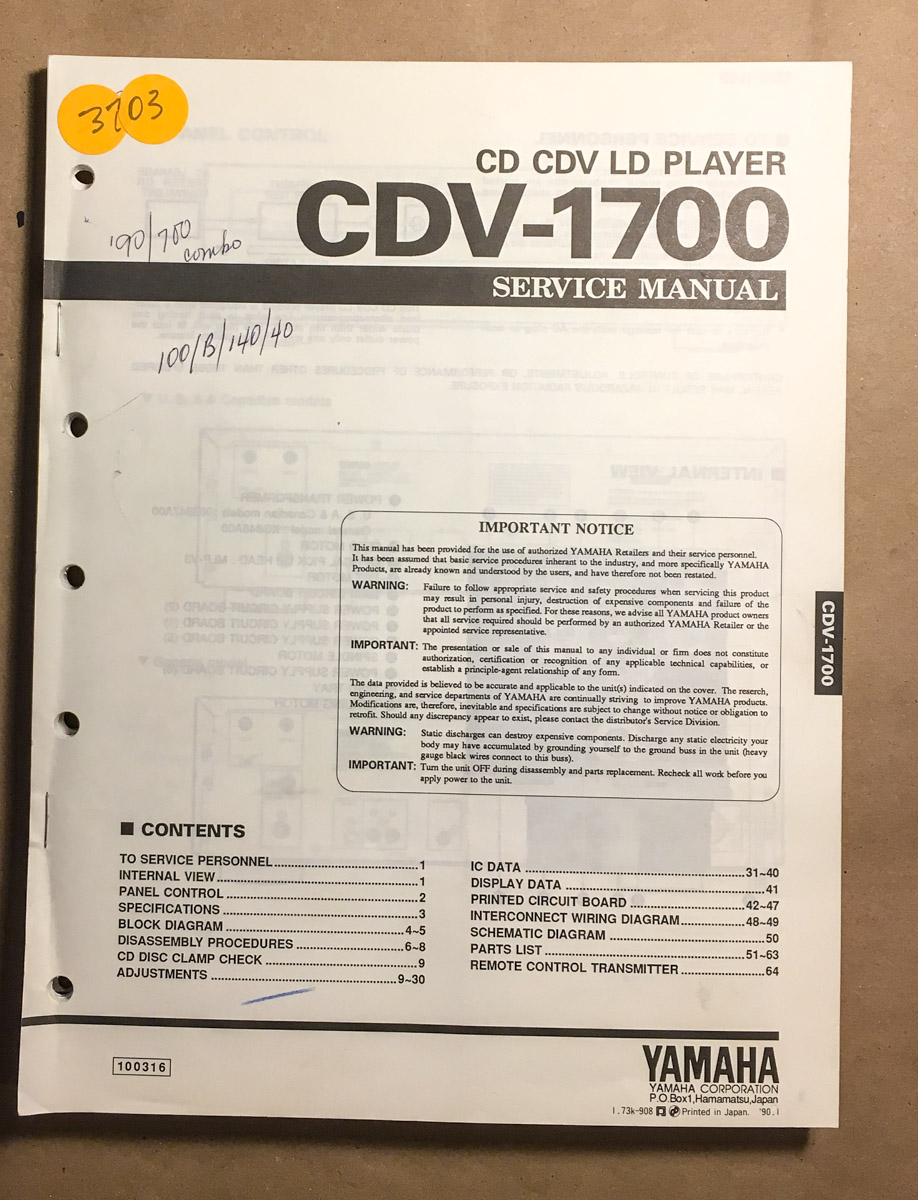 3703
CD CDV LD PLAYER
CDV-1700
'90/700
combo
SERVICE MANUAL
100/B/140/40
IMPORTANT NOTICE
This manual has been provided for the use of authorized YAMAHA Retailers and their service personnel.
It has been assumed that basic service procedures inherant to the industry, and more specifically YAMAHA
Products, are already known and understood by the users, and have therefore not been restated.
WARNING: Failure to follow appropriate service and safety procedures when servicing this product
may result in personal injury, destruction of expensive components and failure of the
product to perform as specified. For these reasons, we advise all YAMAHA product owners
that all service required should be performed by an authorized YAMAHA Retailer or the
appointed service representative.
IMPORTANT: The presentation or sale of this manual to any individual or firm does not constitute
authorization, certification or recognition of any applicable technical capabilities, or
establish a principle-agent relationship of any form.
The data provided is believed to be accurate and applicable to the unit(s) indicated on the cover. The reserch,
engineering, and service departments of YAMAHA are continually striving to improve YAMAHA products.
Modifications are, therefore, inevitable and specifications are subject to change without notice or obligation to
retrofit. Should any discrepancy appear to exist, please contact the distributor's Service Division.
WARNING: Static discharges can destroy expensive components. Discharge any static electricity your
body may have accumulated by grounding yourself to the ground buss in the unit (heavy
gauge black wires connect to this buss).
IMPORTANT: Turn the unit OFF during disassembly and parts replacement. Recheck all work before you
apply power to the unit.
CDV-1700
■ CONTENTS
TO SERVICE PERSONNEL 1
INTERNAL VIEW 1
PANEL CONTROL 2
SPECIFICATIONS 3
BLOCK DIAGRAM 4~5
DISASSEMBLY PROCEDURES 6~8
CD DISC CLAMP CHECK 9
ADJUSTMENTS 9~30
IC DATA 31~40
DISPLAY DATA 41
PRINTED CIRCUIT BOARD 42~47
INTERCONNECT WIRING DIAGRAM 48~49
SCHEMATIC DIAGRAM 50
PARTS LIST 51~63
REMOTE CONTROL TRANSMITTER 64
100316
YAMAHA
YAMAHA CORPORATION
P.O.Box1,Hamamatsu,Japan
1.73k-908 Printed in Japan. '90.1